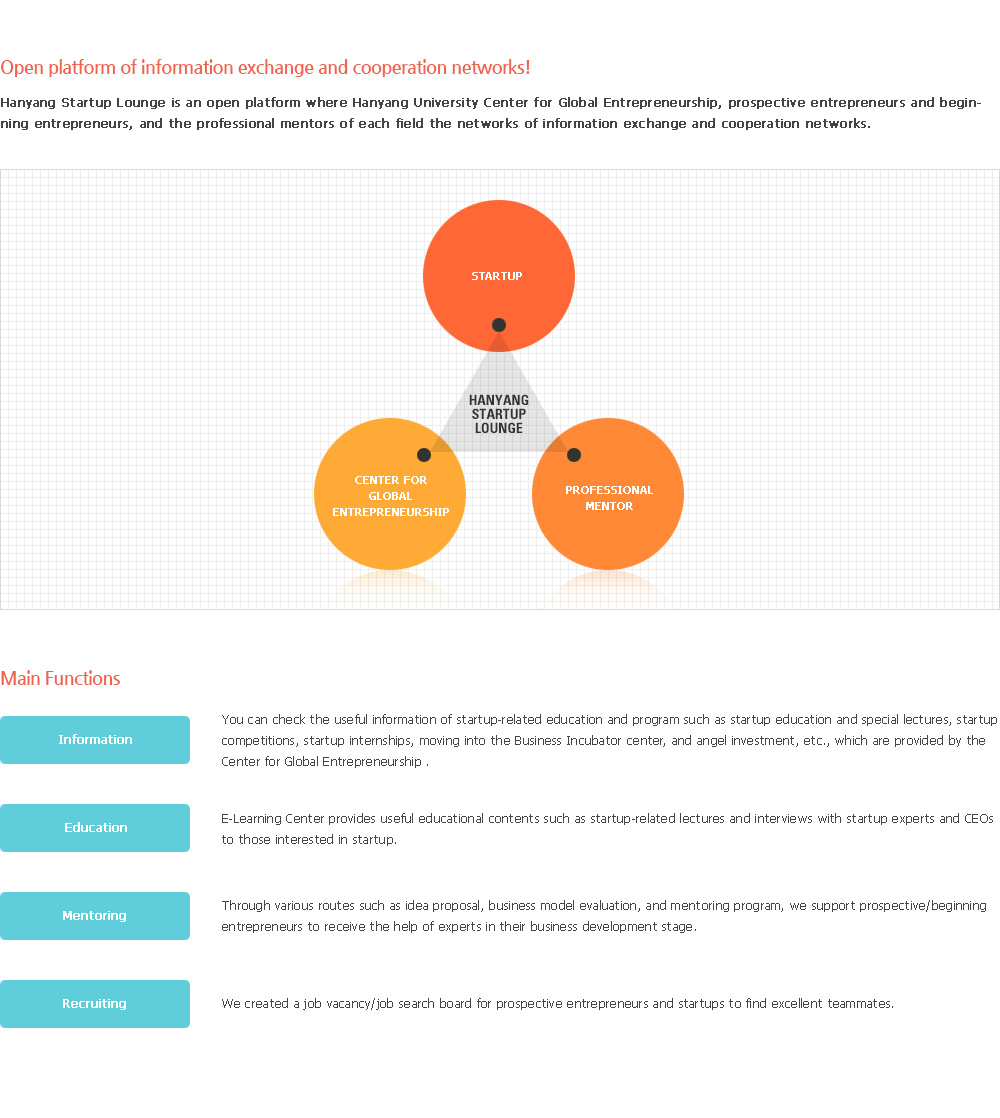 Open platform of information exchange and cooperation networks!
Hanyang Startup Lounge is an open platform where Hanyang University Center for Global Entrepreneurship, prospective entrepreneurs and begin-
ning entrepreneurs, and the professional mentors of each field the networks of information exchange and cooperation networks.
STARTUP
HANYANG
STARTUP
LOUNGE
CENTER FOR
GLOBAL
ENTREPRENEURSHIP
PROFESSIONAL
MENTOR
Main Functions
Information
You can check the useful information of startup-related education and program such as startup education and special lectures, startup
competitions, startup internships, moving into the Business Incubator center, and angel investment, etc., which are provided by the
Center for Global Entrepreneurship .
Education
E-Learning Center provides useful educational contents such as startup-related lectures and interviews with startup experts and CEOs
to those interested in startup.
Mentoring
Through various routes such as idea proposal, business model evaluation, and mentoring program, we support prospective/beginning
entrepreneurs to receive the help of experts in their business development stage.
Recruiting
We created a job vacancy/job search board for prospective entrepreneurs and startups to find excellent teammates.